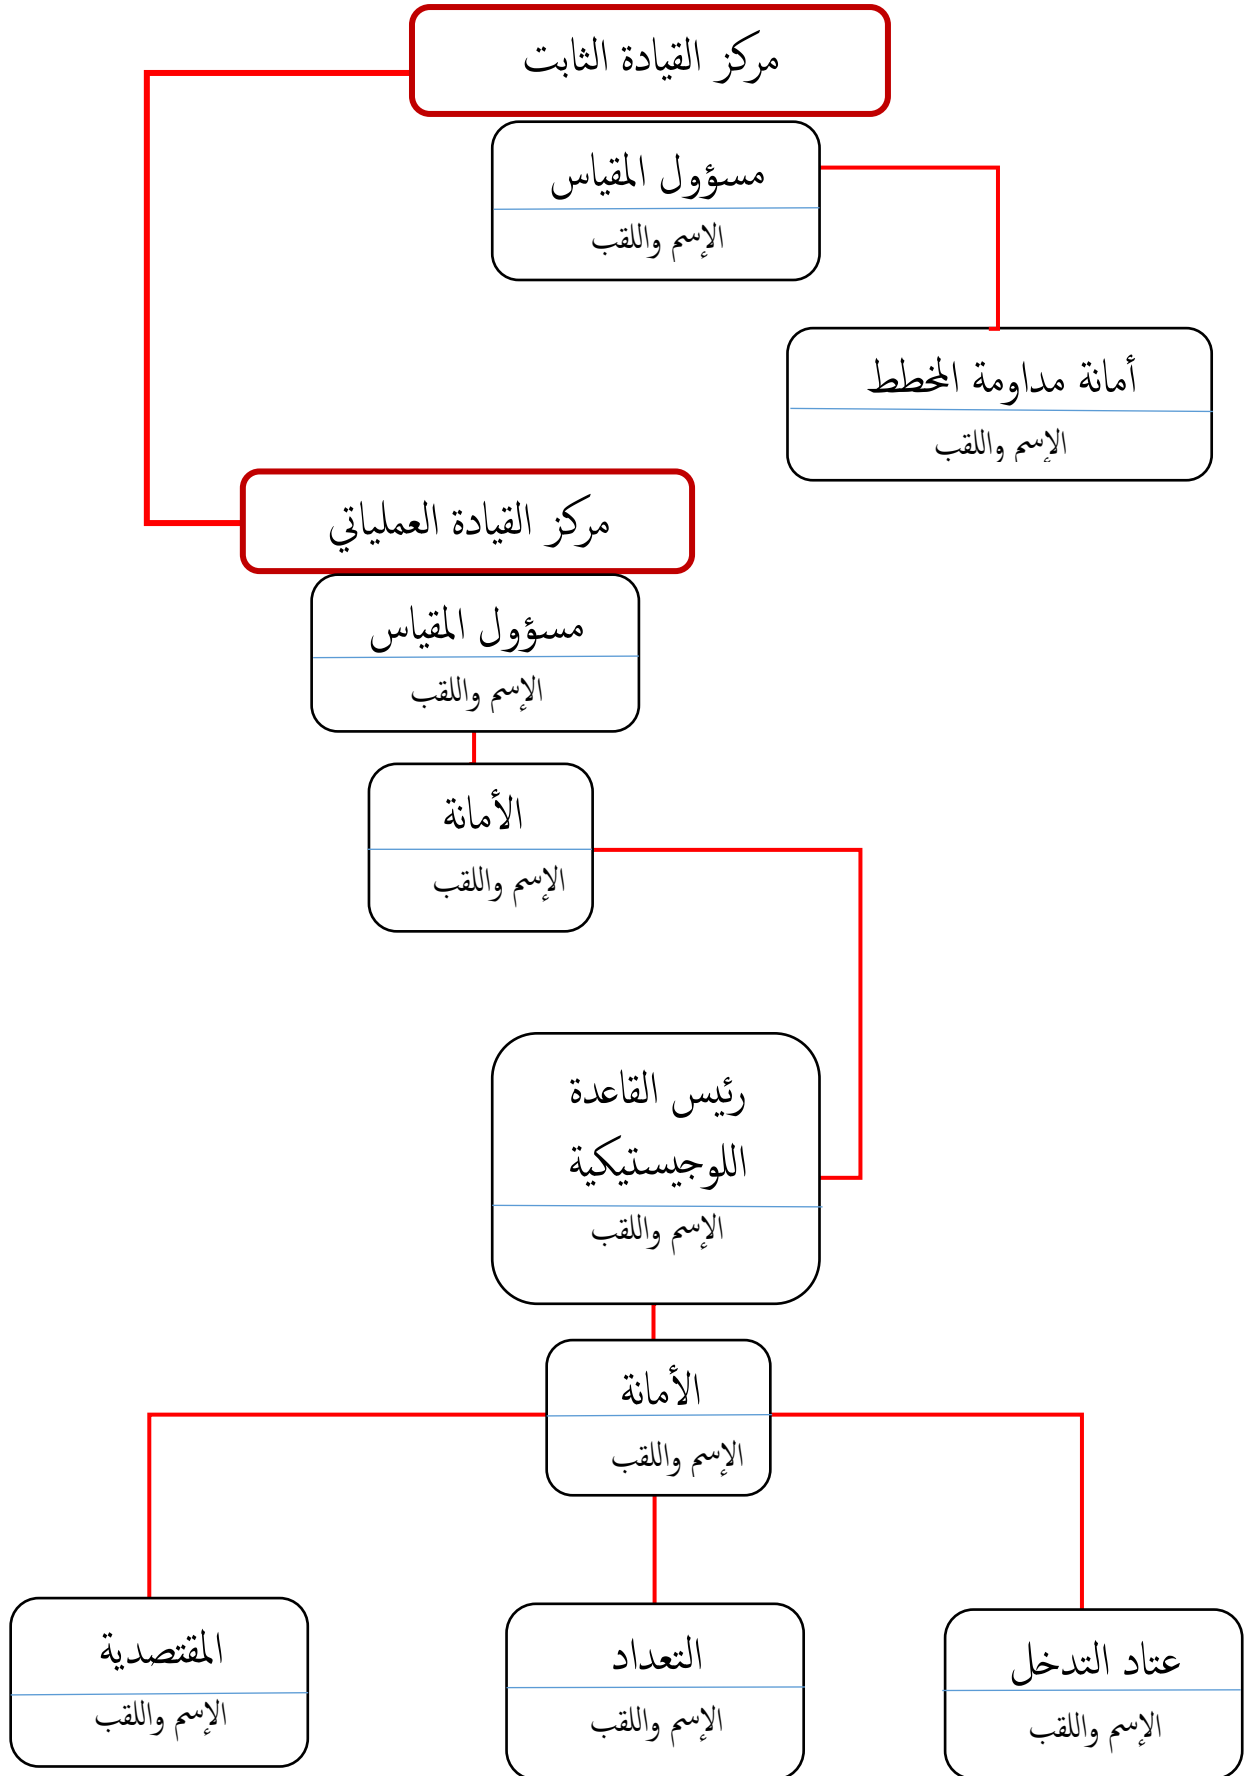 مركز القيادة الثابت
مسؤول المقياس
الإسم واللقب
أمانة مداومة المخطط
الإسم واللقب
مركز القيادة العملياتي
مسؤول المقياس
الإسم واللقب
الأمانة
الإسم واللقب
رئيس القاعدة
اللوجيستيكية
الإسم واللقب
الأمانة
الإسم واللقب
عتاد التدخل
الإسم واللقب
التعداد
الإسم واللقب
المقتصدية
الإسم واللقب